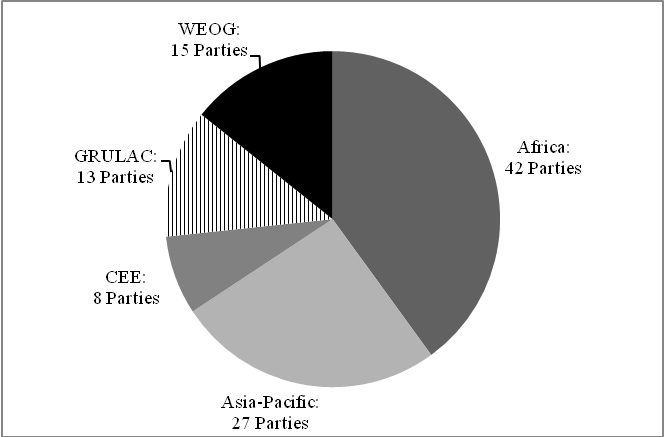 WEOG:
15 Parties
Africa:
42 Parties
GRULAC:
13 Parties
CEE:
8 Parties
Asia-Pacific:
27 Parties